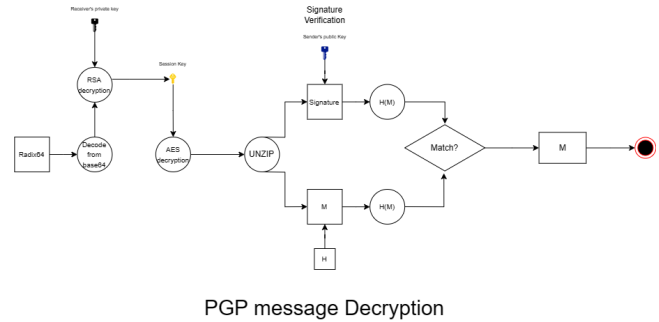 Receiver's private key
Signature
Verification
Sender's public Key
Session Key
RSA
decryption
Signature
H(M)
Radix64
Decode
from
base64
AES
decryption
UNZIP
Match?
M
M
H(M)
H
PGP message Decryption